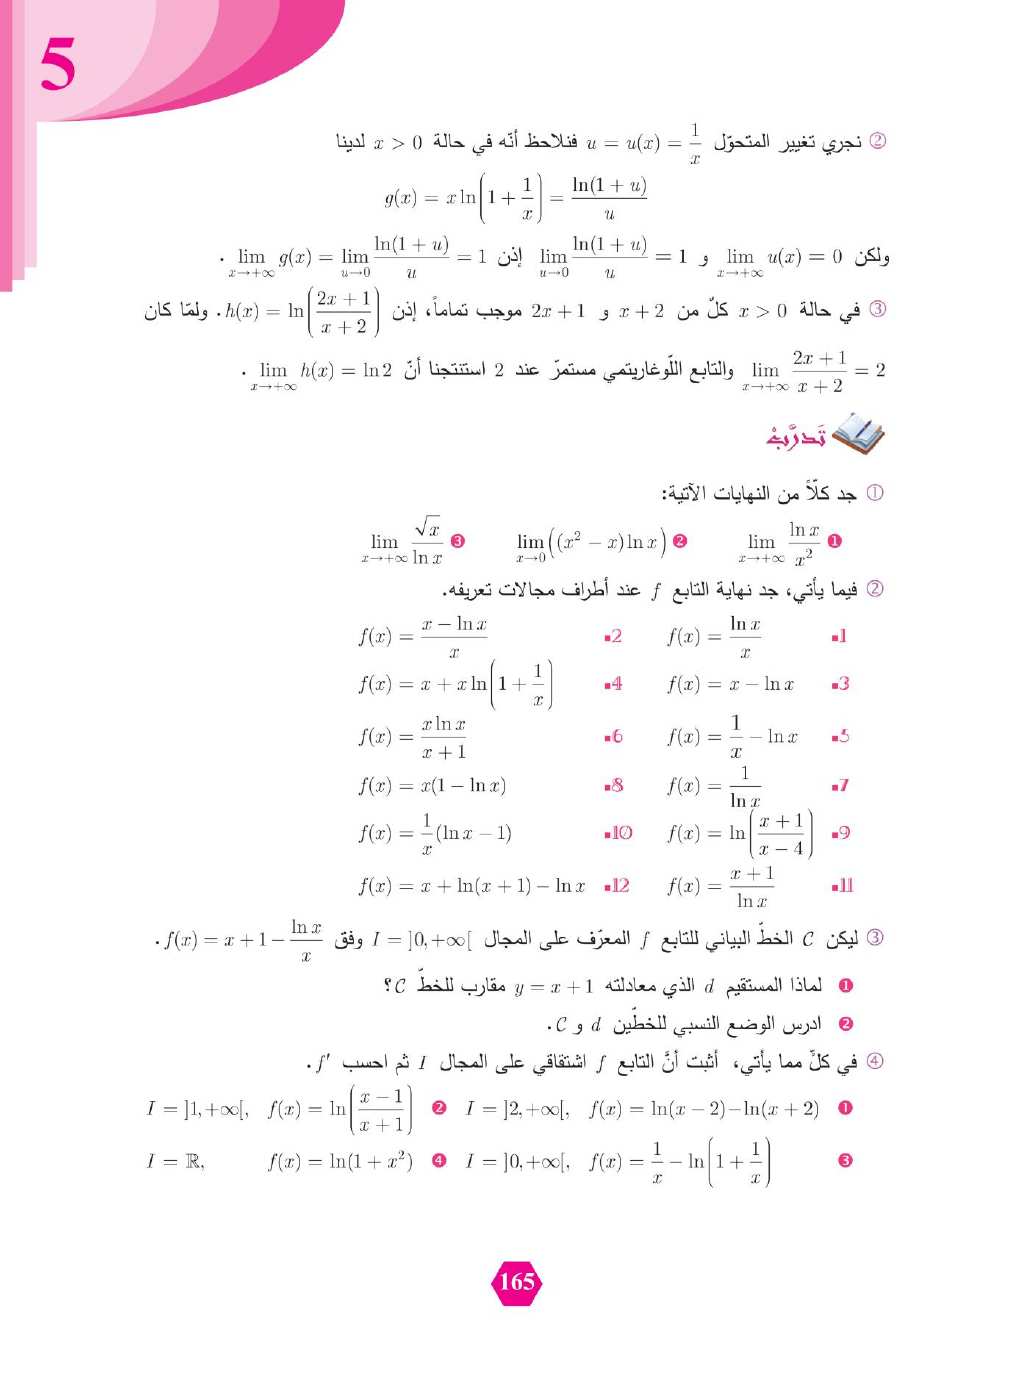 5
② نجري تغيير المتحوّل u = u(x) = 1/x فنلاحظ أنّه في حالة x > 0 لدينا
g(x) = x ln(1 + 1/x) = ln(1 + u)/u
ولكن lim_{x→+∞} u(x) = 0 و lim_{u→0} ln(1 + u)/u = 1 إذن lim_{x→+∞} g(x) = lim_{u→0} ln(1 + u)/u = 1 .
③ في حالة x > 0 كلٌ من x + 2 و 2x + 1 موجب تماماً، إذن h(x) = ln((2x + 1)/(x + 2)) . ولمّا كان
lim_{x→+∞} (2x + 1)/(x + 2) = 2 والتابع اللّوغاريتمي مستمرّ عند 2 استنتجنا أنّ lim_{x→+∞} h(x) = ln 2 .
تَدرَّبْ
① جد كلّاً من النهايات الآتية:
❶ lim_{x→+∞} ln x/x² ❷ lim_{x→0} ((x² − x) ln x) ❸ lim_{x→+∞} √x/ln x
② فيما يأتي، جد نهاية التابع f عند أطراف مجالات تعريفه.
1▪ f(x) = ln x/x 2▪ f(x) = (x − ln x)/x
3▪ f(x) = x − ln x 4▪ f(x) = x + x ln(1 + 1/x)
5▪ f(x) = 1/x − ln x 6▪ f(x) = x ln x/(x + 1)
7▪ f(x) = 1/ln x 8▪ f(x) = x(1 − ln x)
9▪ f(x) = ln((x + 1)/(x − 4)) 10▪ f(x) = 1/x (ln x − 1)
11▪ f(x) = (x + 1)/ln x 12▪ f(x) = x + ln(x + 1) − ln x
③ ليكن C الخطّ البياني للتابع f المعرّف على المجال I = ]0,+∞[ وفق f(x) = x + 1 − ln x/x .
❶ لماذا المستقيم d الذي معادلته y = x + 1 مقارب للخطّ C؟
❷ ادرس الوضع النسبي للخطّين d و C.
④ في كلّ مما يأتي، أثبت أنَّ التابع f اشتقاقي على المجال I ثم احسب f′ .
❶ I = ]2,+∞[, f(x) = ln(x − 2)−ln(x + 2) ❷ I = ]1,+∞[, f(x) = ln((x − 1)/(x + 1))
❸ I = ]0,+∞[, f(x) = 1/x − ln(1 + 1/x) ❹ I = ℝ, f(x) = ln(1 + x²)
165